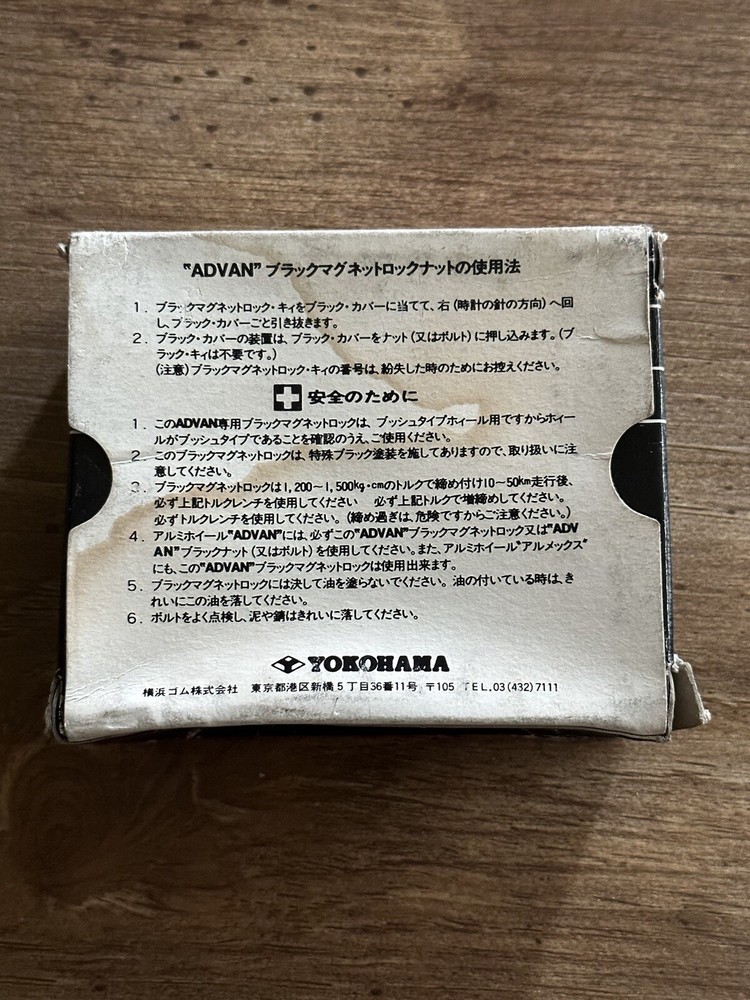 "ADVAN" ブラックマグネットロックナットの使用法
1. ブラックマグネットロック・キィをブラック・カバーに当てて、右(時計の針の方向)へ回
し、ブラック・カバーごと引き抜きます。
2. ブラック・カバーの装置は、ブラック・カバーをナット(又はボルト)に押し込みます。(ブ
ラック・キィは不要です。)
(注意)ブラックマグネットロック・キィの番号は、紛失した時のためにお控えください。
安全のために
1. このADVAN専用ブラックマグネットロックは、ブッシュタイプホィール用ですからホィー
ルがブッシュタイプであることを確認のうえ、ご使用ください。
2. このブラックマグネットロックは、特殊ブラック塗装を施してありますので、取り扱いに注
意してください。
3. ブラックマグネットロックは1,200~1,500kg・cmのトルクで締め付け10~50km走行後、
必ず上記トルクレンチを使用してください 必ず上記トルクで増締めしてください。
必ずトルクレンチを使用してください。(締め過ぎは、危険ですからご注意ください。)
4. アルミホイール"ADVAN"には、必ずこの"ADVAN"ブラックマグネットロック又は"ADV
AN"ブラックナット(又はボルト)を使用してください。また、アルミホイール"アルメックス"
にも、この"ADVAN"ブラックマグネットロックは使用出来ます。
5. ブラックマグネットロックには決して油を塗らないでください。油の付いている時は、き
れいにこの油を落してください。
6. ボルトをよく点検し、泥や錆はきれいに落してください。
YOKOHAMA
横浜ゴム株式会社 東京都港区新橋5丁目36番11号 〒105 TEL.03(432)7111